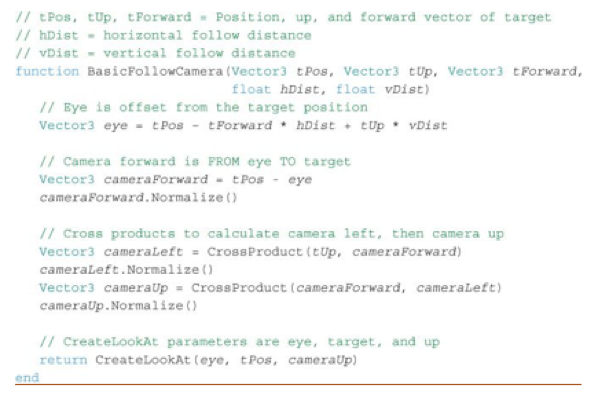 // tPos, tUp, tForward = Position, up, and forward vector of target
// hDist = horizontal follow distance
// vDist = vertical follow distance
function BasicFollowCamera(Vector3 tPos, Vector3 tUp, Vector3 tForward,
float hDist, float vDist)
// Eye is offset from the target position
Vector3 eye = tPos - tForward * hDist + tUp * vDist
// Camera forward is FROM eye TO target
Vector3 cameraForward = tPos - eye
cameraForward.Normalize()
// Cross products to calculate camera left, then camera up
Vector3 cameraLeft = CrossProduct(tUp, cameraForward)
cameraLeft.Normalize()
Vector3 cameraUp = CrossProduct(cameraForward, cameraLeft)
cameraUp.Normalize()
// CreateLookAt parameters are eye, target, and up
return CreateLookAt(eye, tPos, cameraUp)
end